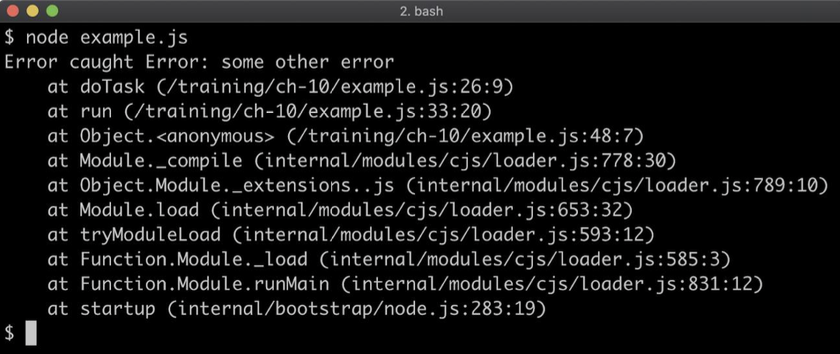 2. bash
$ node example.js
Error caught Error: some other error
    at doTask (/training/ch-10/example.js:26:9)
    at run (/training/ch-10/example.js:33:20)
    at Object.<anonymous> (/training/ch-10/example.js:48:7)
    at Module._compile (internal/modules/cjs/loader.js:778:30)
    at Object.Module._extensions..js (internal/modules/cjs/loader.js:789:10)
    at Module.load (internal/modules/cjs/loader.js:653:32)
    at tryModuleLoad (internal/modules/cjs/loader.js:593:12)
    at Function.Module._load (internal/modules/cjs/loader.js:585:3)
    at Function.Module.runMain (internal/modules/cjs/loader.js:831:12)
    at startup (internal/bootstrap/node.js:283:19)
$